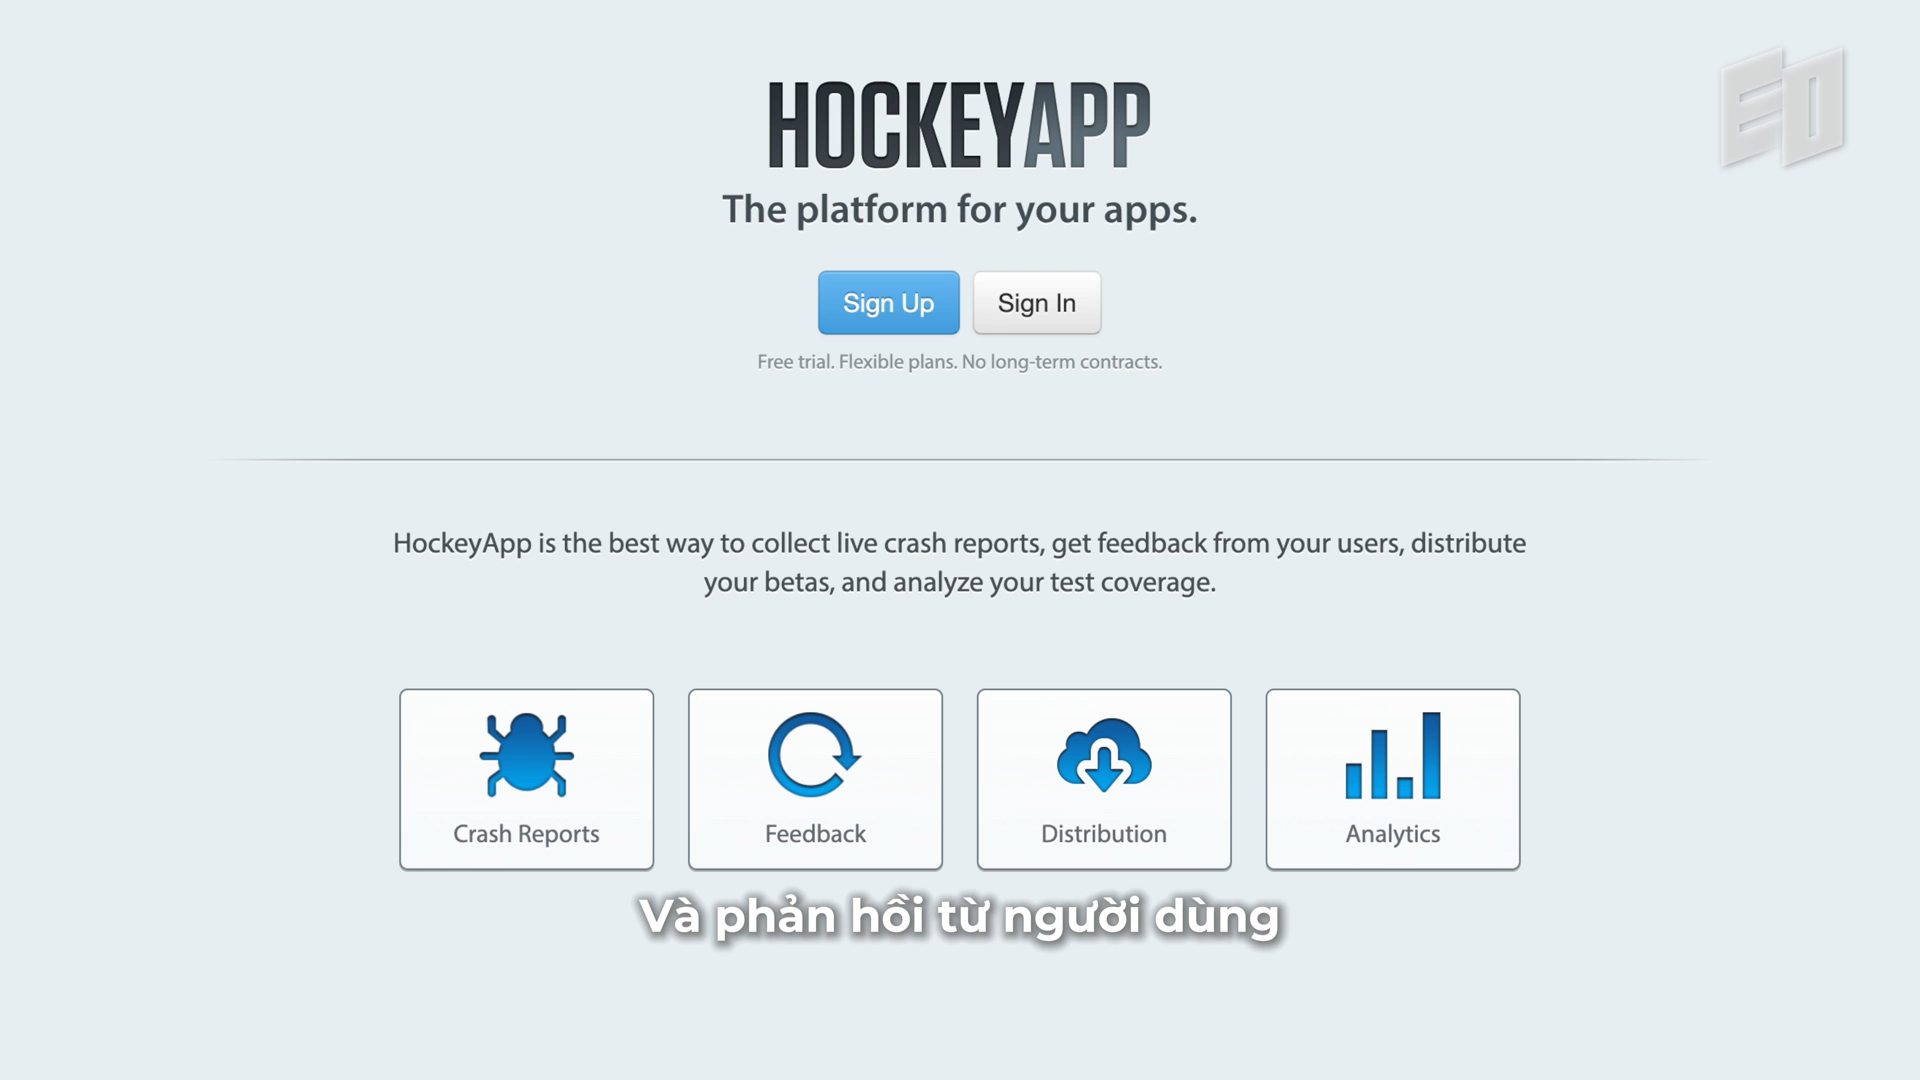 HOCKEYAPP
The platform for your apps.
Sign Up
Sign In
Free trial. Flexible plans. No long-term contracts.
HockeyApp is the best way to collect live crash reports, get feedback from your users, distribute
your betas, and analyze your test coverage.
Crash Reports
Feedback
Distribution
Analytics
Và phản hồi từ người dùng